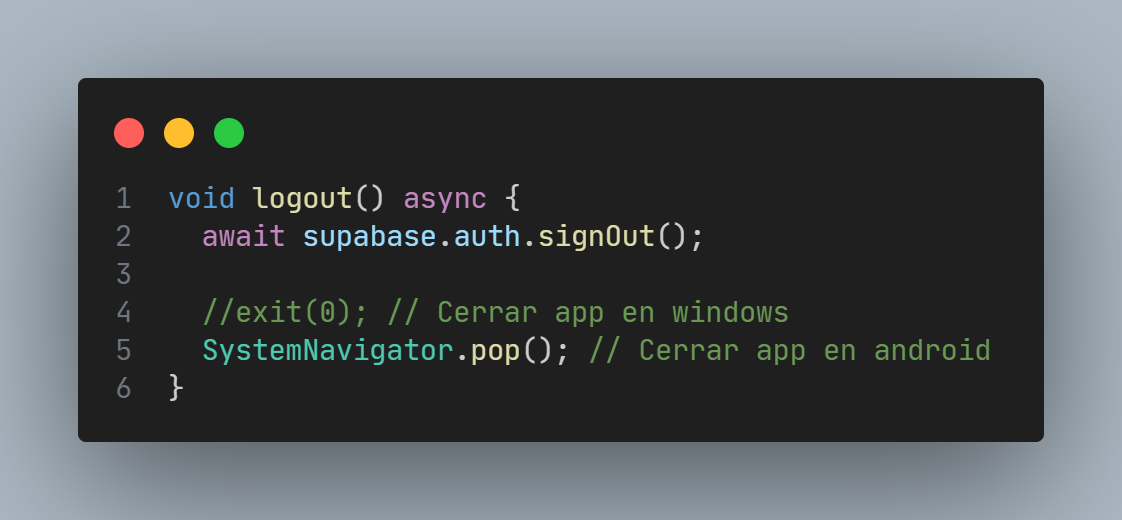 1 void logout() async {
2   await supabase.auth.signOut();
3
4   //exit(0); // Cerrar app en windows
5   SystemNavigator.pop(); // Cerrar app en android
6 }